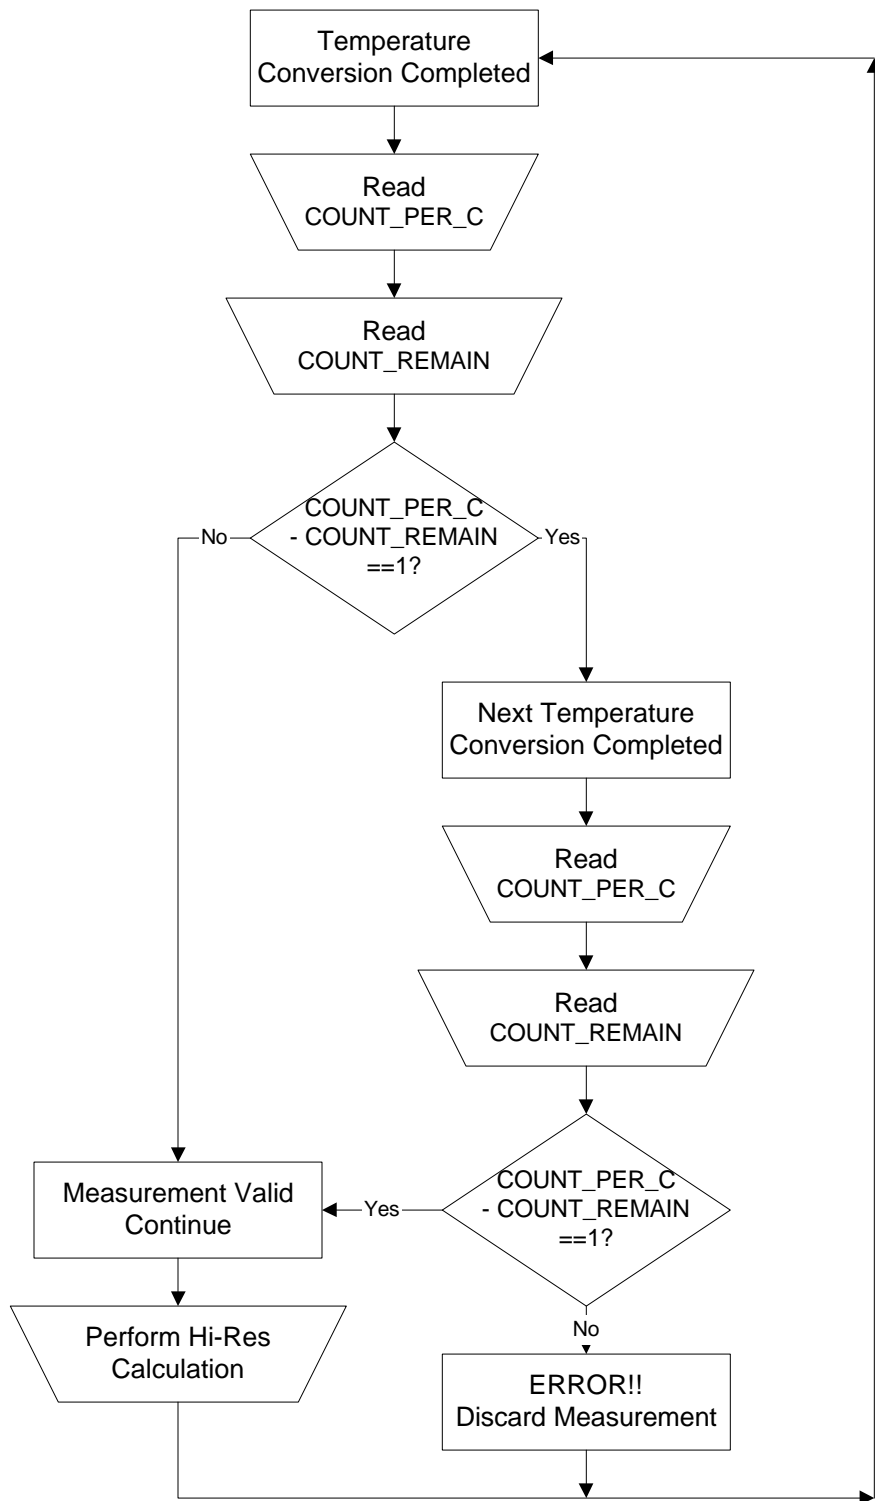 Temperature
Conversion Completed
Read
COUNT_PER_C
Read
COUNT_REMAIN
COUNT_PER_C
- COUNT_REMAIN
==1?
No
Yes
Next Temperature
Conversion Completed
Read
COUNT_PER_C
Read
COUNT_REMAIN
COUNT_PER_C
- COUNT_REMAIN
==1?
Yes
No
Measurement Valid
Continue
Perform Hi-Res
Calculation
ERROR!!
Discard Measurement